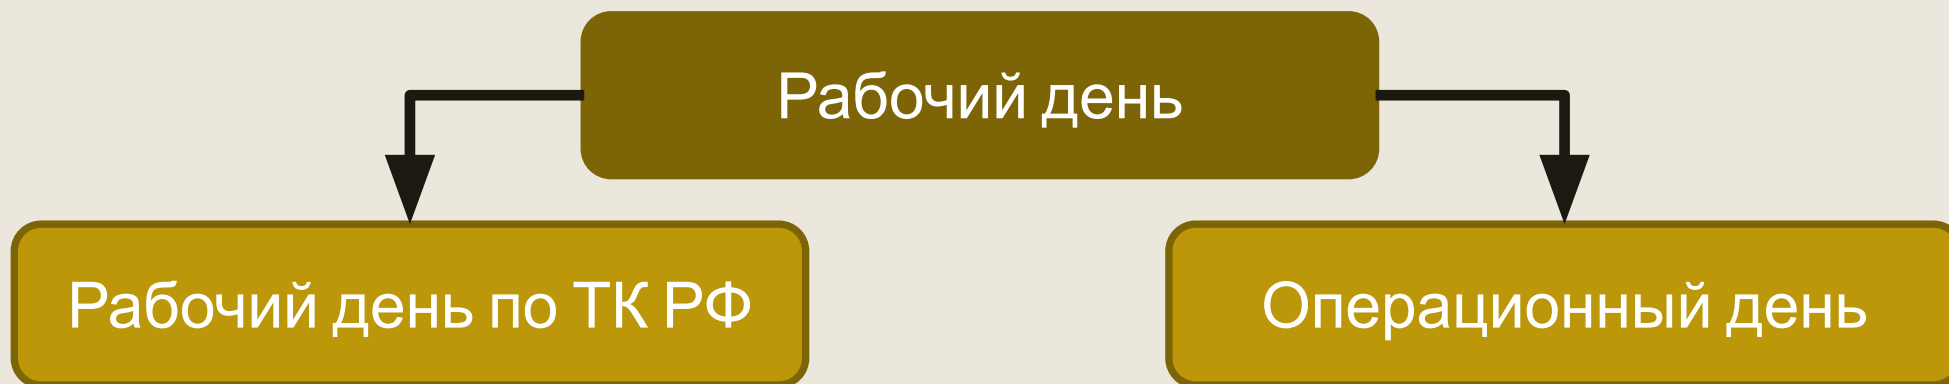 Рабочий день
Рабочий день по ТК РФ
Операционный день